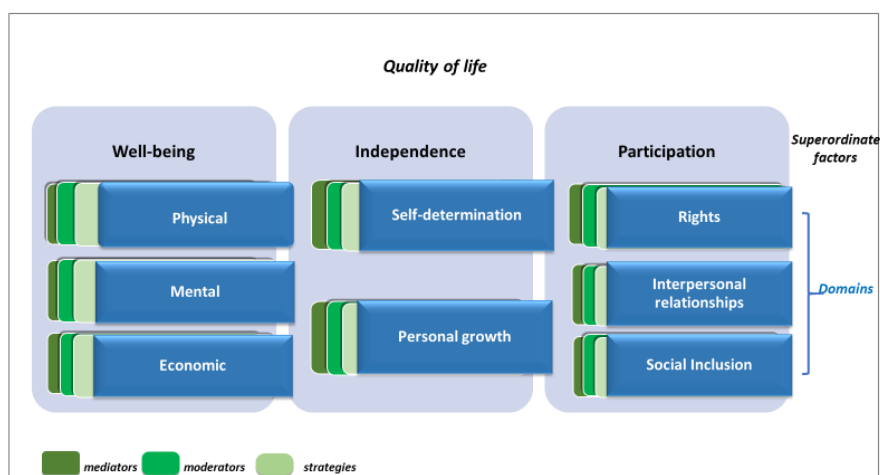 Quality of life
Well-being
Independence
Participation
Superordinate
factors
Physical
Self-determination
Rights
Mental
Interpersonal
relationships
Domains
Personal growth
Economic
Social Inclusion
mediators
moderators
strategies